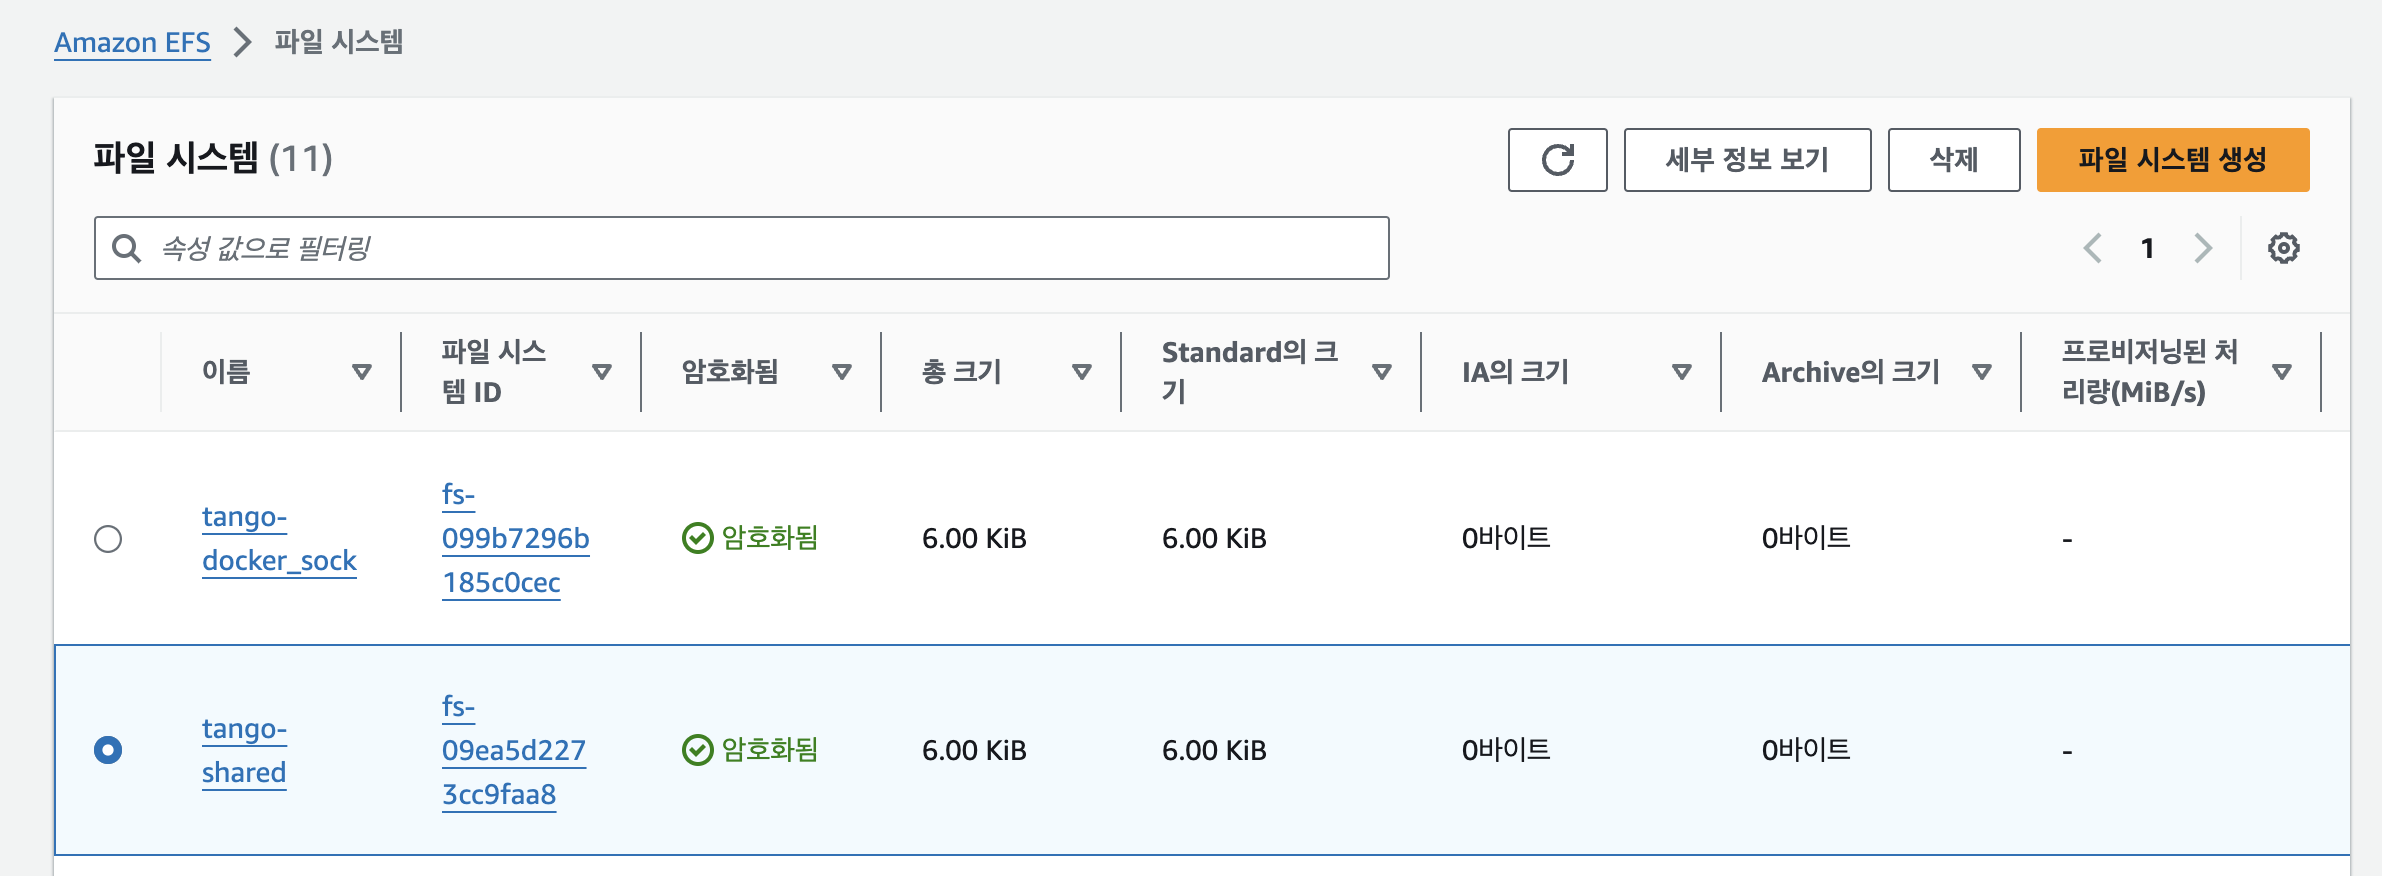 Amazon EFS > 파일 시스템
파일 시스템 (11)
세부 정보 보기
삭제
파일 시스템 생성
속성 값으로 필터링
1
이름
파일 시스
템 ID
암호화됨
총 크기
Standard의 크
기
IA의 크기
Archive의 크기
프로비저닝된 처
리량(MiB/s)
tango-
docker_sock
fs-
099b7296b
185c0cec
암호화됨
6.00 KiB
6.00 KiB
0바이트
0바이트
-
tango-
shared
fs-
09ea5d227
3cc9faa8
암호화됨
6.00 KiB
6.00 KiB
0바이트
0바이트
-